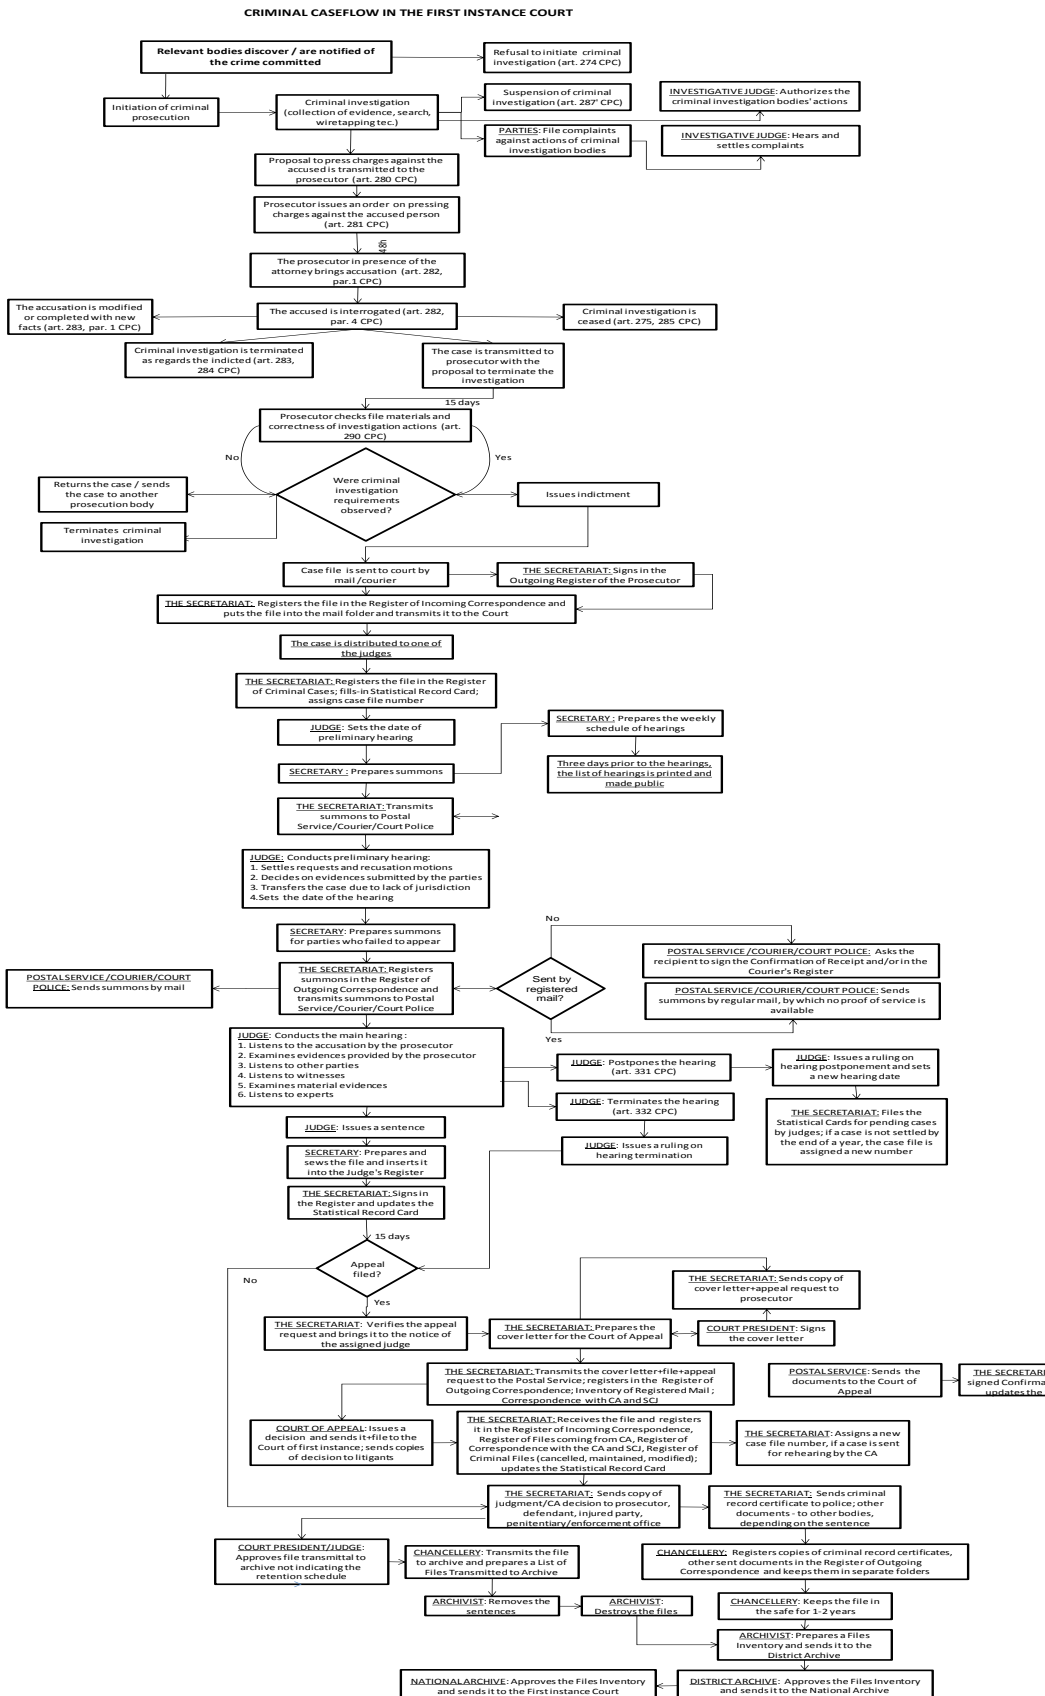 CRIMINAL CASEFLOW IN THE FIRST INSTANCE COURT
Relevant bodies discover / are notified of
the crime committed
Refusal to initiate criminal
investigation (art. 274 CPC)
Initiation of criminal
prosecution
Criminal investigation
(collection of evidence, search,
wiretapping tec.)
Suspension of criminal
investigation (art. 287' CPC)
INVESTIGATIVE JUDGE: Authorizes the
criminal investigation bodies' actions
PARTIES: File complaints
against actions of criminal
investigation bodies
INVESTIGATIVE JUDGE: Hears and
settles complaints
Proposal to press charges against the
accused is transmitted to the
prosecutor (art. 280 CPC)
Prosecutor issues an order on pressing
charges against the accused person
(art. 281 CPC)
48h
The prosecutor in presence of the
attorney brings accusation (art. 282,
par.1 CPC)
The accusation is modified
or completed with new
facts (art. 283, par. 1 CPC)
The accused is interrogated (art. 282,
par. 4 CPC)
Criminal investigation is
ceased (art. 275, 285 CPC)
Criminal investigation is terminated
as regards the indicted (art. 283,
284 CPC)
The case is transmitted to
prosecutor with the
proposal to terminate the
investigation
15 days
Prosecutor checks file materials and
correctness of investigation actions (art.
290 CPC)
No
Yes
Were criminal
investigation
requirements
observed?
Returns the case / sends
the case to another
prosecution body
Issues indictment
Terminates criminal
investigation
Case file is sent to court by
mail /courier
THE SECRETARIAT: Signs in the
Outgoing Register of the Prosecutor
THE SECRETARIAT: Registers the file in the Register of Incoming Correspondence and
puts the file into the mail folder and transmits it to the Court
The case is distributed to one of
the judges
THE SECRETARIAT: Registers the file in the Register
of Criminal Cases; fills-in Statistical Record Card;
assigns case file number
JUDGE: Sets the date of
preliminary hearing
SECRETARY : Prepares the weekly
schedule of hearings
SECRETARY : Prepares summons
Three days prior to the hearings,
the list of hearings is printed and
made public
THE SECRETARIAT: Transmits
summons to Postal
Service/Courier/Court Police
JUDGE: Conducts preliminary hearing:
1. Settles requests and recusation motions
2. Decides on evidences submitted by the parties
3. Transfers the case due to lack of jurisdiction
4.Sets the date of the hearing
SECRETARY: Prepares summons
for parties who failed to appear
No
POSTAL SERVICE /COURIER/COURT POLICE: Asks the
recipient to sign the Confirmation of Receipt and/or in the
Courier's Register
POSTAL SERVICE /COURIER/COURT
POLICE: Sends summons by mail
THE SECRETARIAT: Registers
summons in the Register of
Outgoing Correspondence and
transmits summons to Postal
Service/Courier/Court Police
Sent by
registered
mail?
POSTAL SERVICE /COURIER/COURT POLICE: Sends
summons by regular mail, by which no proof of service is
available
Yes
JUDGE: Conducts the main hearing :
1. Listens to the accusation by the prosecutor
2. Examines evidences provided by the prosecutor
3. Listens to other parties
4. Listens to witnesses
5. Examines material evidences
6. Listens to experts
JUDGE: Postpones the hearing
(art. 331 CPC)
JUDGE: Issues a ruling on
hearing postponement and sets
a new hearing date
JUDGE: Terminates the hearing
(art. 332 CPC)
THE SECRETARIAT: Files the
Statistical Cards for pending cases
by judges; if a case is not settled by
the end of a year, the case file is
assigned a new number
JUDGE: Issues a sentence
JUDGE: Issues a ruling on
hearing termination
SECRETARY: Prepares and
sews the file and inserts it
into the Judge's Register
THE SECRETARIAT: Signs in
the Register and updates the
Statistical Record Card
15 days
Appeal
filed?
No
Yes
THE SECRETARIAT: Sends copy of
cover letter+appeal request to
prosecutor
THE SECRETARIAT: Verifies the appeal
request and brings it to the notice of
the assigned judge
THE SECRETARIAT: Prepares the
cover letter for the Court of Appeal
COURT PRESIDENT: Signs
the cover letter
THE SECRETARIAT: Transmits the cover letter+file+appeal
request to the Postal Service; registers in the Register of
Outgoing Correspondence; Inventory of Registered Mail ;
Correspondence with CA and SCJ
POSTAL SERVICE: Sends the
documents to the Court of
Appeal
THE SECRETARI
signed Confirma
updates the
COURT OF APPEAL: Issues a
decision and sends it+file to the
Court of first instance; sends copies
of decision to litigants
THE SECRETARIAT: Receives the file and registers
it in the Register of Incoming Correspondence,
Register of Files coming from CA, Register of
Correspondence with the CA and SCJ, Register of
Criminal Files (cancelled, maintained, modified);
updates the Statistical Record Card
THE SECRETARIAT: Assigns a new
case file number, if a case is sent
for rehearing by the CA
THE SECRETARIAT: Sends copy of
judgment/CA decision to prosecutor,
defendant, injured party,
penitentiary/enforcement office
THE SECRETARIAT: Sends criminal
record certificate to police; other
documents - to other bodies,
depending on the sentence
COURT PRESIDENT/JUDGE:
Approves file transmittal to
archive not indicating the
retention schedule
CHANCELLERY: Transmits the file
to archive and prepares a List of
Files Transmitted to Archive
CHANCELLERY: Registers copies of criminal record certificates,
other sent documents in the Register of Outgoing
Correspondence and keeps them in separate folders
ARCHIVIST: Removes the
sentences
ARCHIVIST:
Destroys the files
CHANCELLERY: Keeps the file in
the safe for 1-2 years
ARCHIVIST: Prepares a Files
Inventory and sends it to the
District Archive
NATIONAL ARCHIVE: Approves the Files Inventory
and sends it to the First instance Court
DISTRICT ARCHIVE: Approves the Files Inventory
and sends it to the National Archive